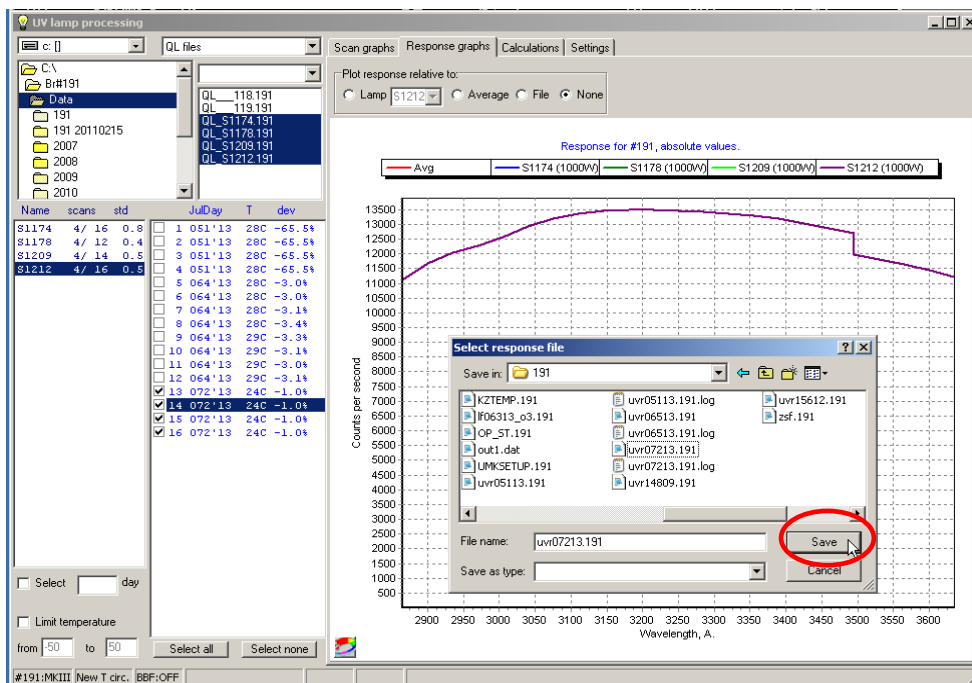 UV lamp processing
c: []
QL files
C:\
Br#191
Data
191
191 20110215
2007
2008
2009
2010
QL___118.191
QL___119.191
QL_S1174.191
QL_S1178.191
QL_S1209.191
QL_S1212.191
Name scans std
S1174 4/ 16 0.8
S1178 4/ 12 0.4
S1209 4/ 14 0.5
S1212 4/ 16 0.5
JulDay T dev
1 051'13 28C -65.5%
2 051'13 28C -65.5%
3 051'13 28C -65.5%
4 051'13 28C -65.5%
5 064'13 28C -3.0%
6 064'13 28C -3.0%
7 064'13 28C -3.1%
8 064'13 28C -3.4%
9 064'13 29C -3.3%
10 064'13 29C -3.1%
11 064'13 29C -3.0%
12 064'13 29C -3.1%
13 072'13 24C -1.0%
14 072'13 24C -1.0%
15 072'13 24C -1.0%
16 072'13 24C -1.0%
Select day
Limit temperature
from -50 to 50
Select all Select none
#191:MKIII New T circ. BBF:OFF
Scan graphs Response graphs Calculations Settings
Plot response relative to:
Lamp S1212 Average File None
Response for #191, absolute values.
Avg S1174 (1000W) S1178 (1000W) S1209 (1000W) S1212 (1000W)
Counts per second
13500
13000
12500
12000
11500
11000
10500
10000
9500
9000
8500
8000
7500
7000
6500
6000
5500
5000
4500
4000
3500
3000
2500
2000
1500
1000
500
2900 2950 3000 3050 3100 3150 3200 3250 3300 3350 3400 3450 3500 3550 3600
Wavelength, A.
Select response file
Save in: 191
KZTEMP.191
lf06313_o3.191
OP_ST.191
out1.dat
UMKSETUP.191
uvr05113.191
uvr05113.191.log
uvr06513.191
uvr06513.191.log
uvr07213.191
uvr07213.191.log
uvr14809.191
uvr15612.191
zsf.191
File name: uvr07213.191
Save
Save as type:
Cancel